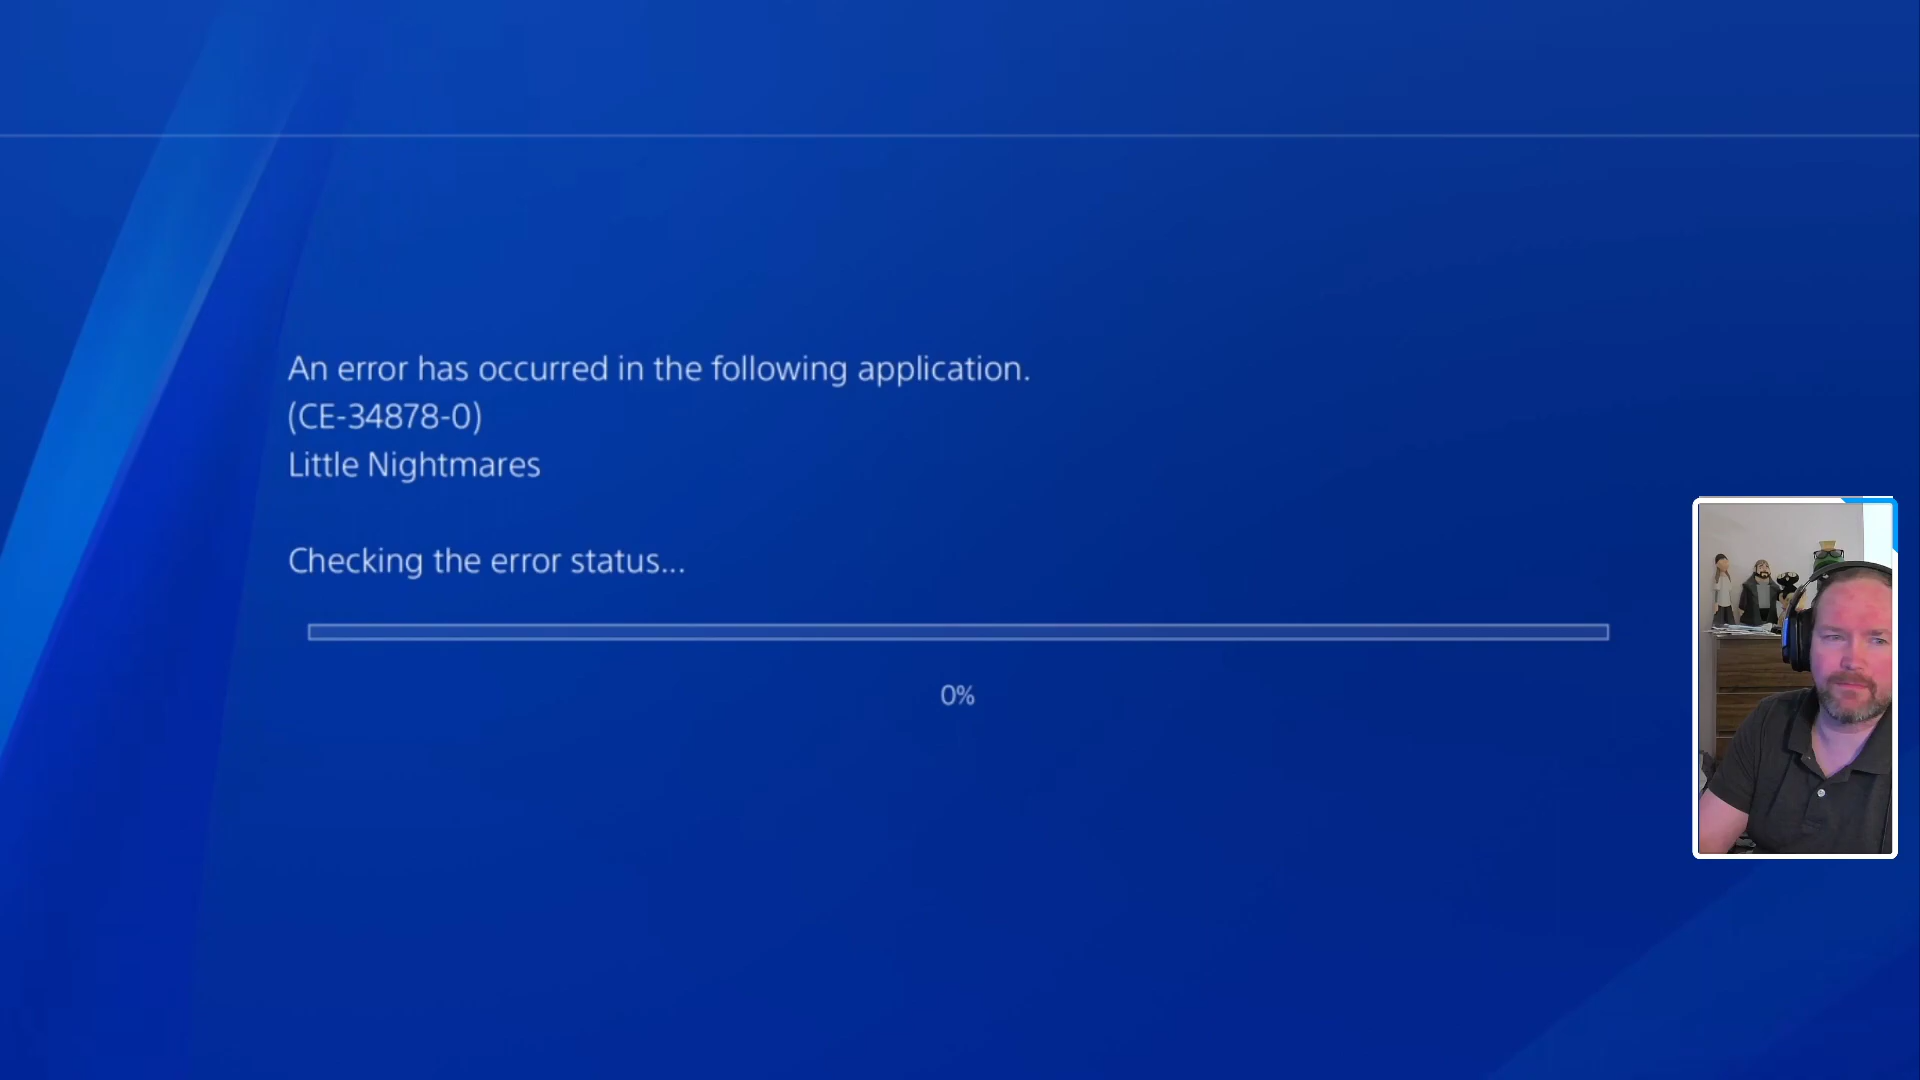 An error has occurred in the following application.
(CE-34878-0)
Little Nightmares
Checking the error status...
0%